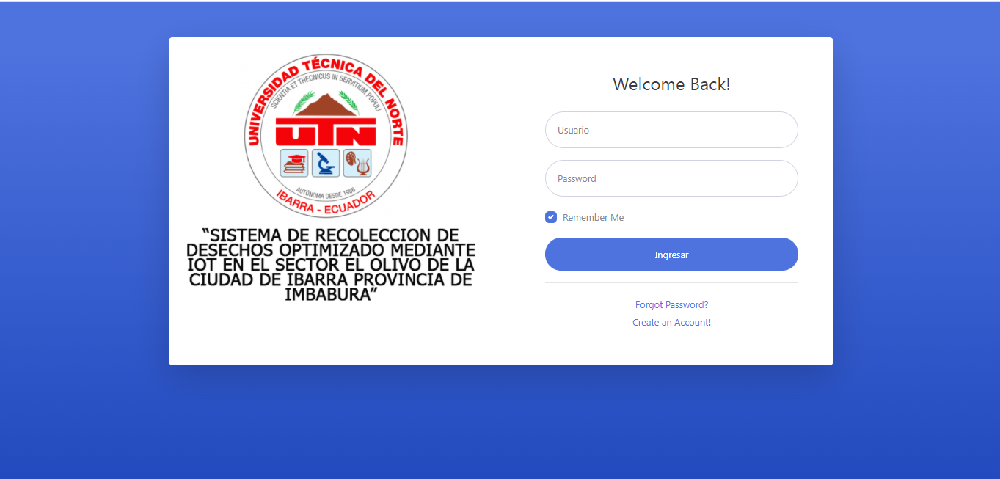 UNIVERSIDAD TÉCNICA DEL NORTE
SCIENTIA ET THECNICUS IN SERVITIUM POPULI
UTN
AUTÓNOMA DESDE 1986
IBARRA - ECUADOR
“SISTEMA DE RECOLECCION DE
DESECHOS OPTIMIZADO MEDIANTE
IOT EN EL SECTOR EL OLIVO DE LA
CIUDAD DE IBARRA PROVINCIA DE
IMBABURA”
Welcome Back!
Usuario
Password
Remember Me
Ingresar
Forgot Password?
Create an Account!